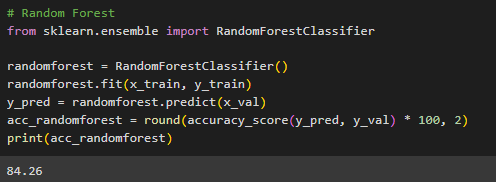 # Random Forest
from sklearn.ensemble import RandomForestClassifier
randomforest = RandomForestClassifier()
randomforest.fit(x_train, y_train)
y_pred = randomforest.predict(x_val)
acc_randomforest = round(accuracy_score(y_pred, y_val) * 100, 2)
print(acc_randomforest)
84.26